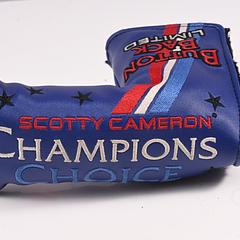 BUTTON
BACK
LIMITED
SCOTTY CAMERON®
CHAMPIONS
CHOICE